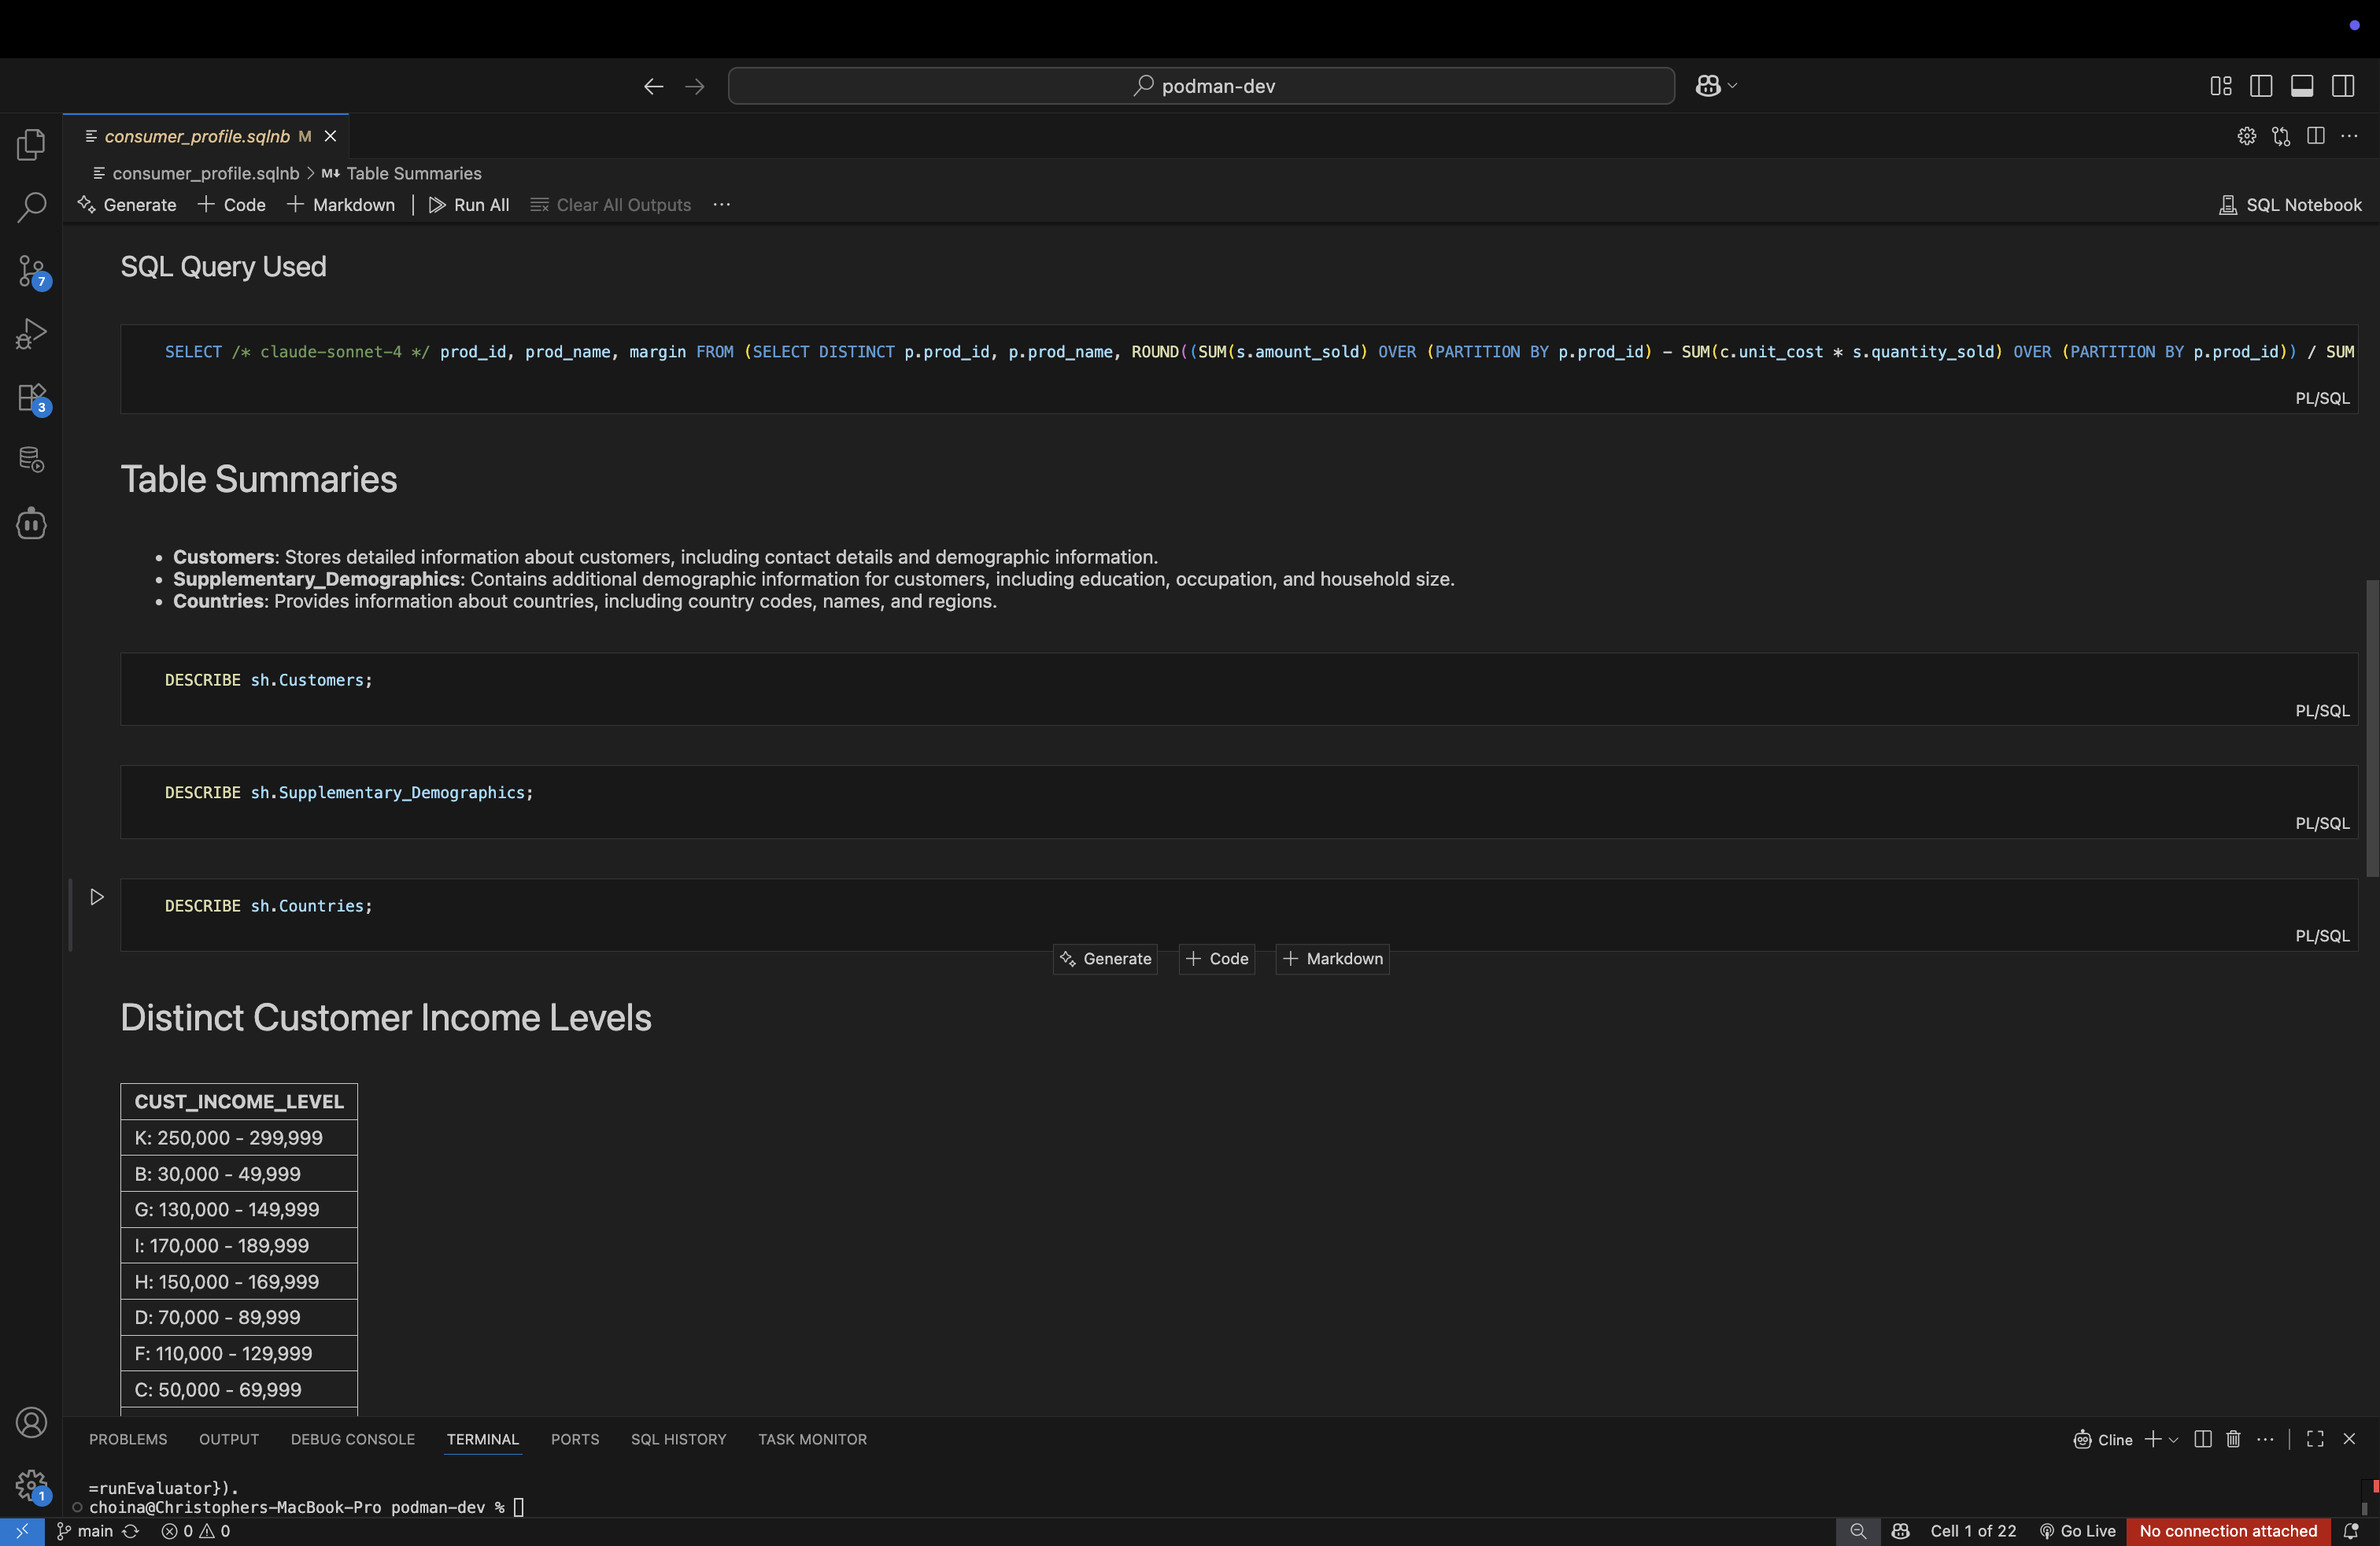 podman-dev
consumer_profile.sqlnb M
consumer_profile.sqlnb > M↓ Table Summaries
Generate + Code + Markdown | Run All Clear All Outputs ... SQL Notebook
SQL Query Used
SELECT /* claude-sonnet-4 */ prod_id, prod_name, margin FROM (SELECT DISTINCT p.prod_id, p.prod_name, ROUND((SUM(s.amount_sold) OVER (PARTITION BY p.prod_id) - SUM(c.unit_cost * s.quantity_sold) OVER (PARTITION BY p.prod_id)) / SUM
PL/SQL
7
3
Table Summaries
• Customers: Stores detailed information about customers, including contact details and demographic information.
• Supplementary_Demographics: Contains additional demographic information for customers, including education, occupation, and household size.
• Countries: Provides information about countries, including country codes, names, and regions.
DESCRIBE sh.Customers;
PL/SQL
DESCRIBE sh.Supplementary_Demographics;
PL/SQL
DESCRIBE sh.Countries;
PL/SQL
Generate + Code + Markdown
Distinct Customer Income Levels
CUST_INCOME_LEVEL
K: 250,000 - 299,999
B: 30,000 - 49,999
G: 130,000 - 149,999
I: 170,000 - 189,999
H: 150,000 - 169,999
D: 70,000 - 89,999
F: 110,000 - 129,999
C: 50,000 - 69,999
PROBLEMS OUTPUT DEBUG CONSOLE TERMINAL PORTS SQL HISTORY TASK MONITOR Cline
=runEvaluator}).
choina@Christophers-MacBook-Pro podman-dev %
1
main 0 0 Cell 1 of 22 Go Live No connection attached